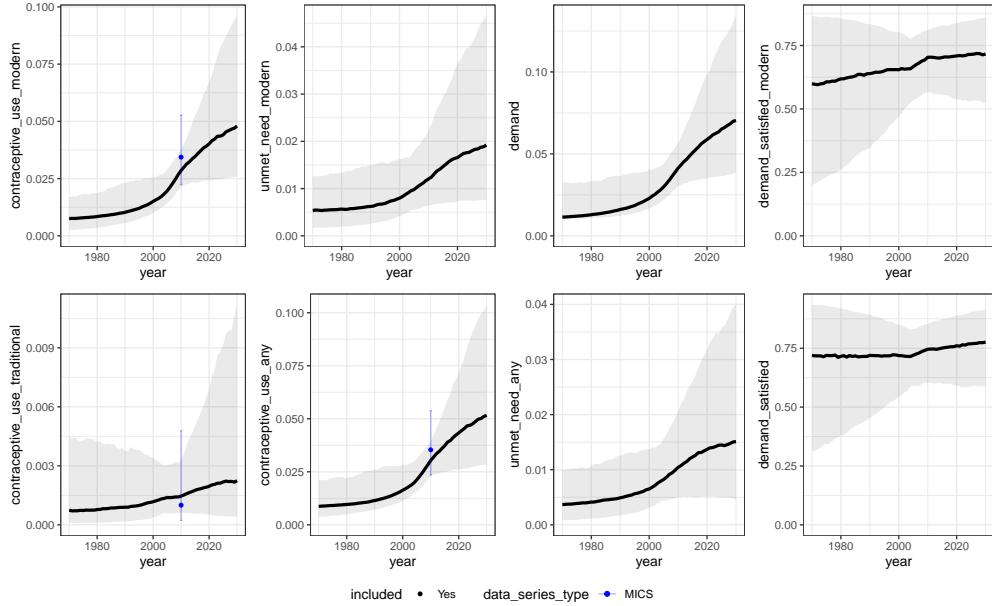 contraceptive_use_modern
0.100
0.075
0.050
0.025
0.000
1980 2000 2020
year
unmet_need_modern
0.04
0.03
0.02
0.01
0.00
1980 2000 2020
year
demand
0.10
0.05
0.00
1980 2000 2020
year
demand_satisfied_modern
0.75
0.50
0.25
0.00
1980 2000 2020
year
contraceptive_use_traditional
0.009
0.006
0.003
0.000
1980 2000 2020
year
contraceptive_use_any
0.100
0.075
0.050
0.025
0.000
1980 2000 2020
year
unmet_need_any
0.04
0.03
0.02
0.01
0.00
1980 2000 2020
year
demand_satisfied
0.75
0.50
0.25
0.00
1980 2000 2020
year
included Yes data_series_type MICS